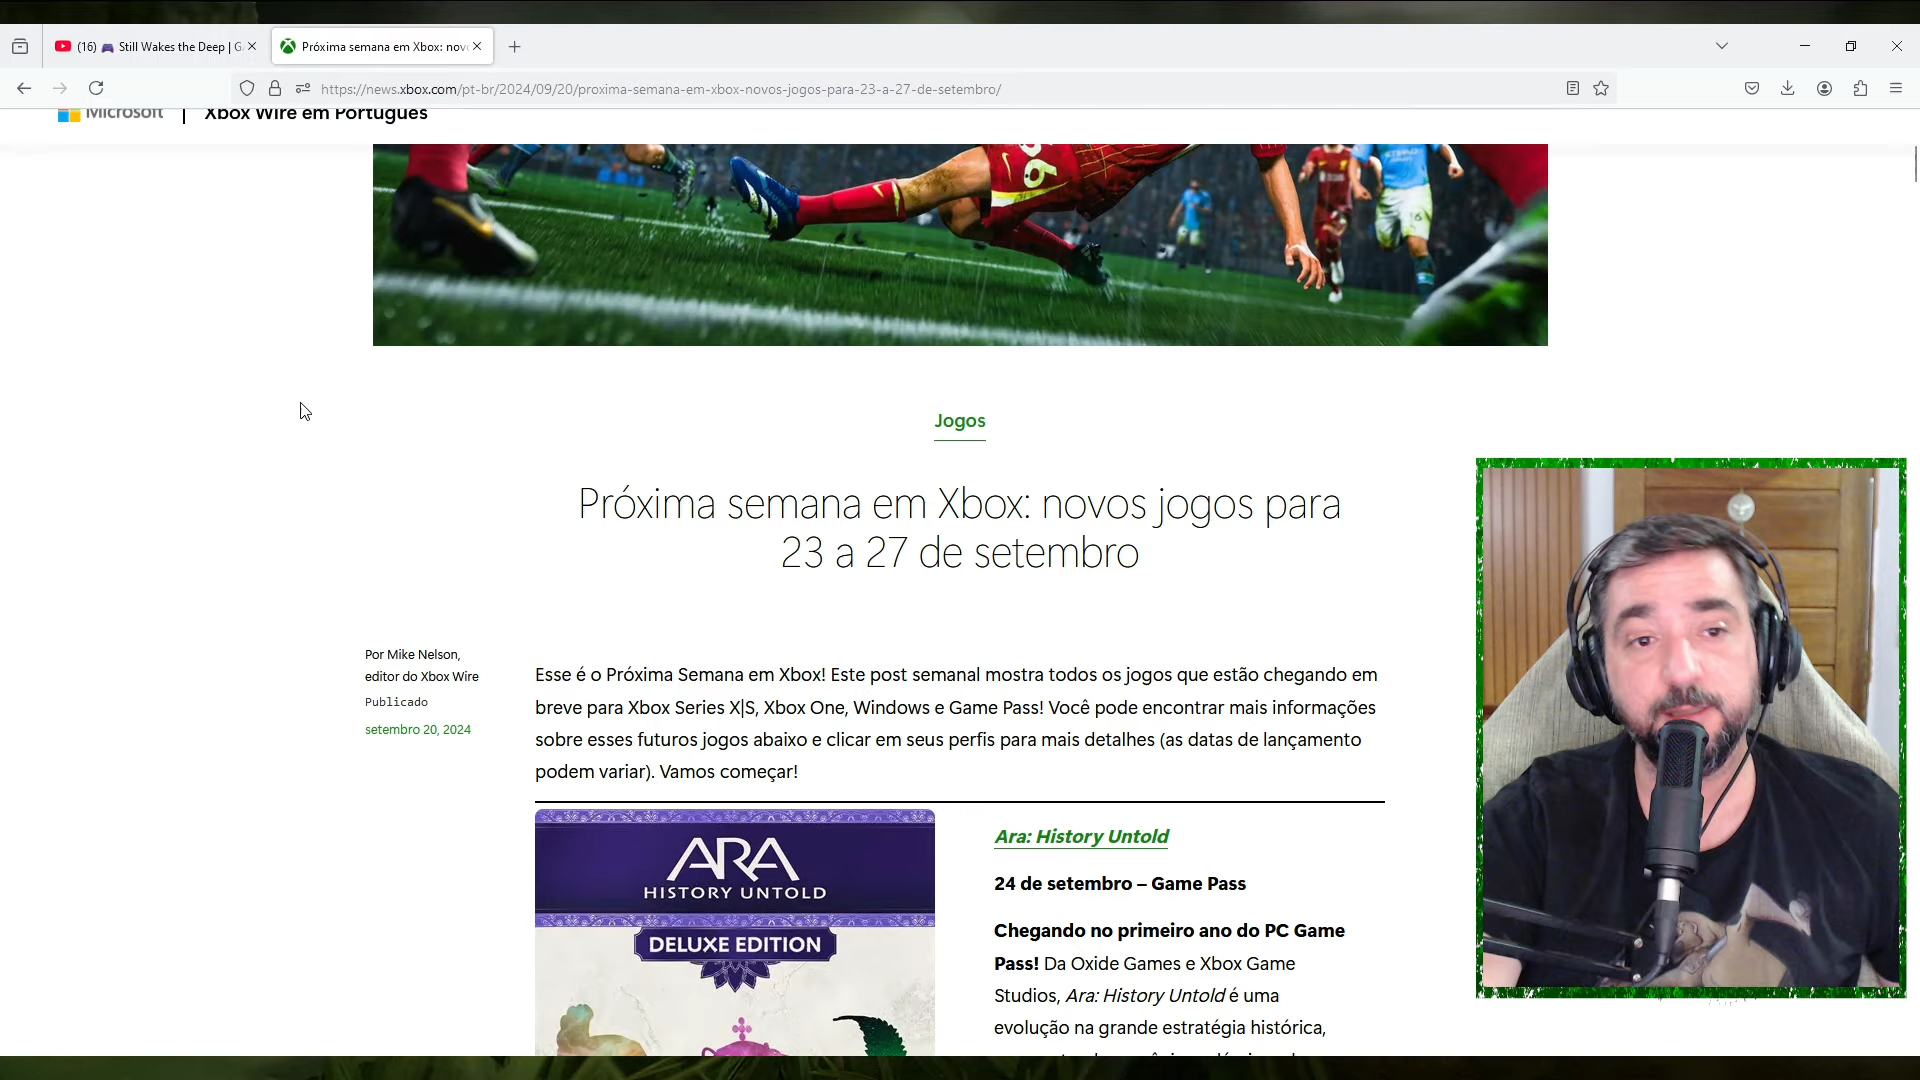 (16) 🎮 Still Wakes the Deep | G
Próxima semana em Xbox: nov
https://news.xbox.com/pt-br/2024/09/20/proxima-semana-em-xbox-novos-jogos-para-23-a-27-de-setembro/
Microsoft | Xbox Wire em Português
66
16
Jogos
Próxima semana em Xbox: novos jogos para
23 a 27 de setembro
Por Mike Nelson,
editor do Xbox Wire
Publicado
setembro 20, 2024
Esse é o Próxima Semana em Xbox! Este post semanal mostra todos os jogos que estão chegando em
breve para Xbox Series X|S, Xbox One, Windows e Game Pass! Você pode encontrar mais informações
sobre esses futuros jogos abaixo e clicar em seus perfis para mais detalhes (as datas de lançamento
podem variar). Vamos começar!
ARA
HISTORY UNTOLD
DELUXE EDITION
Ara: History Untold
24 de setembro – Game Pass
Chegando no primeiro ano do PC Game
Pass! Da Oxide Games e Xbox Game
Studios, Ara: History Untold é uma
evolução na grande estratégia histórica,